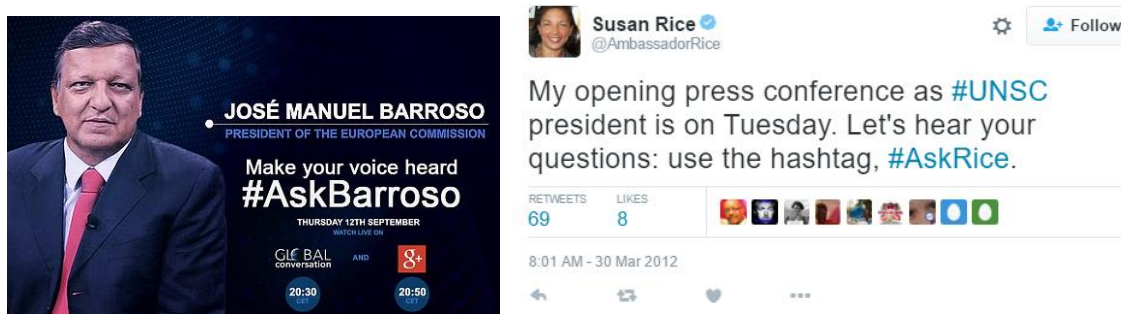 JOSÉ MANUEL BARROSO
PRESIDENT OF THE EUROPEAN COMMISSION
Make your voice heard
#AskBarroso
THURSDAY 12TH SEPTEMBER
WATCH LIVE ON
GLOBAL
conversation
AND
g+
20:30
CET
20:50
CET
Susan Rice
@AmbassadorRice
Follow
My opening press conference as #UNSC
president is on Tuesday. Let's hear your
questions: use the hashtag, #AskRice.
RETWEETS LIKES
69 8
8:01 AM - 30 Mar 2012